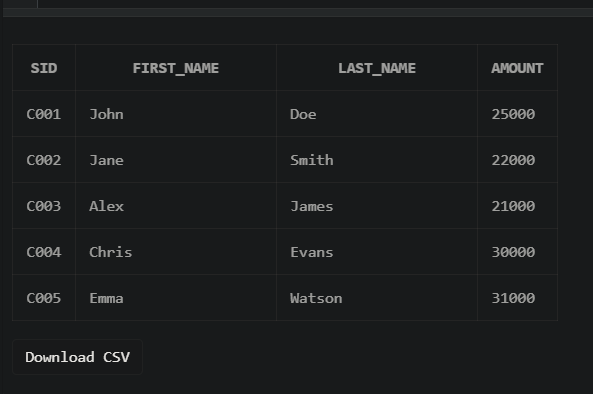 SID FIRST_NAME LAST_NAME AMOUNT
C001 John Doe 25000
C002 Jane Smith 22000
C003 Alex James 21000
C004 Chris Evans 30000
C005 Emma Watson 31000
Download CSV